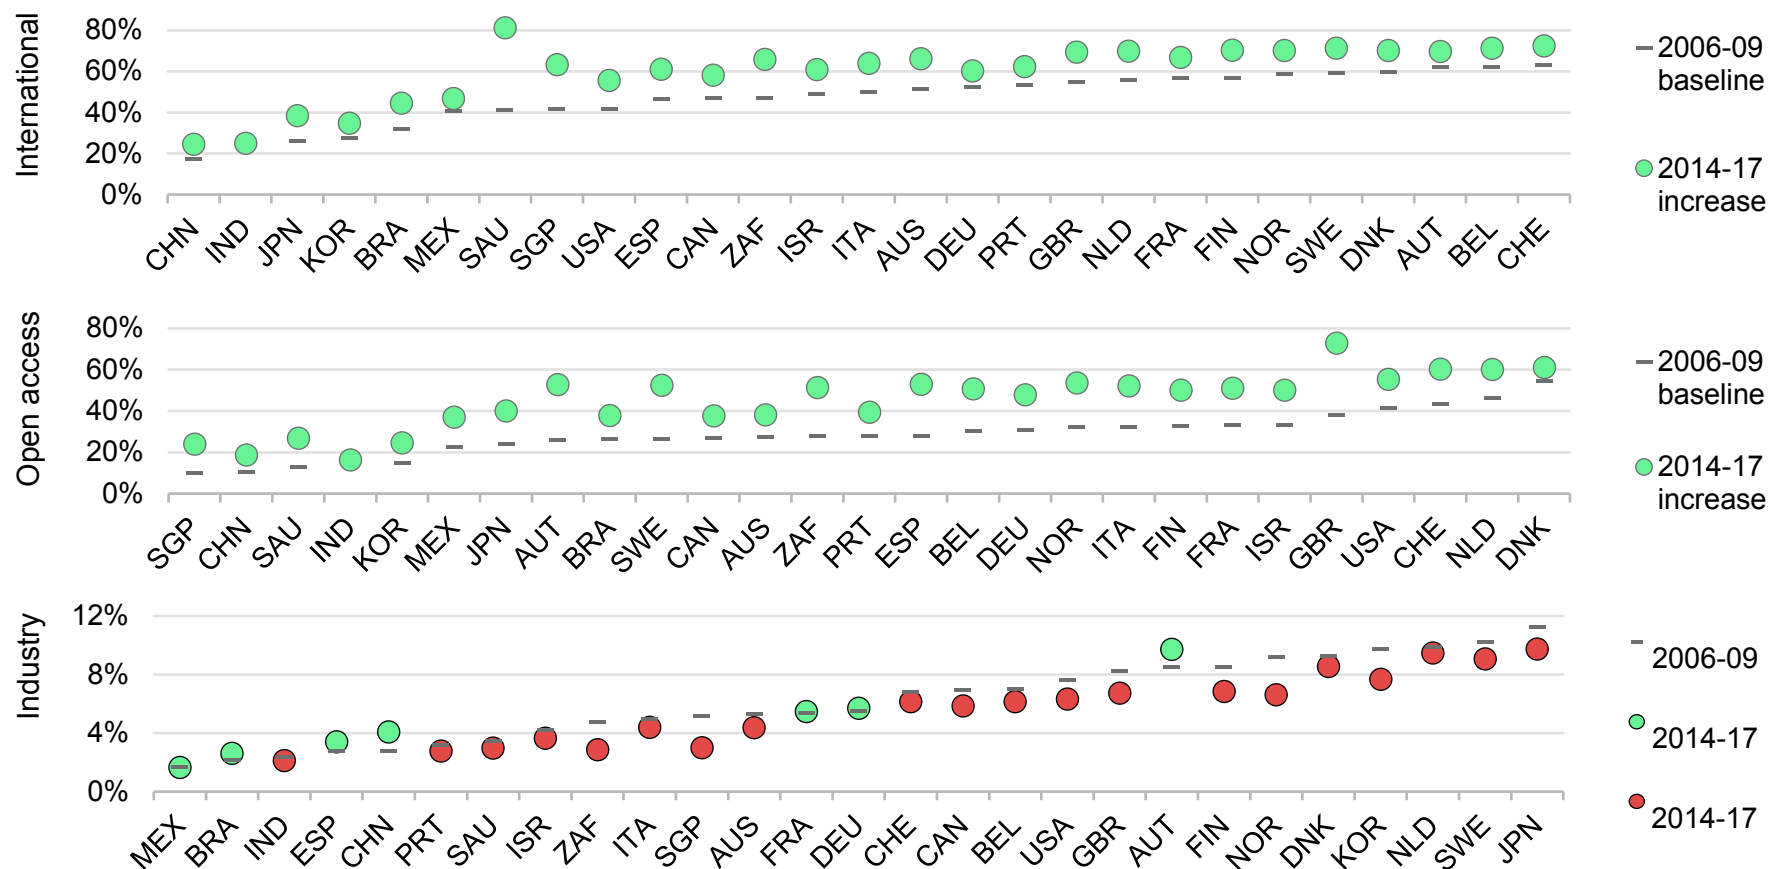 International
80%
60%
40%
20%
0%
CHN IND JPN KOR BRA MEX SAU SGP USA ESP CAN ZAF ISR ITA AUS DEU PRT GBR NLD FRA FIN NOR SWE DNK AUT BEL CHE
2006-09
baseline
2014-17
increase
Open access
80%
60%
40%
20%
0%
SGP CHN SAU IND KOR MEX JPN AUT BRA SWE CAN AUS ZAF PRT ESP BEL DEU NOR ITA FIN FRA ISR GBR USA CHE NLD DNK
2006-09
baseline
2014-17
increase
Industry
12%
8%
4%
0%
MEX BRA IND ESP CHN PRT SAU ISR ZAF ITA SGP AUS FRA DEU CHE CAN BEL USA GBR AUT FIN NOR DNK KOR NLD SWE JPN
2006-09
2014-17
2014-17